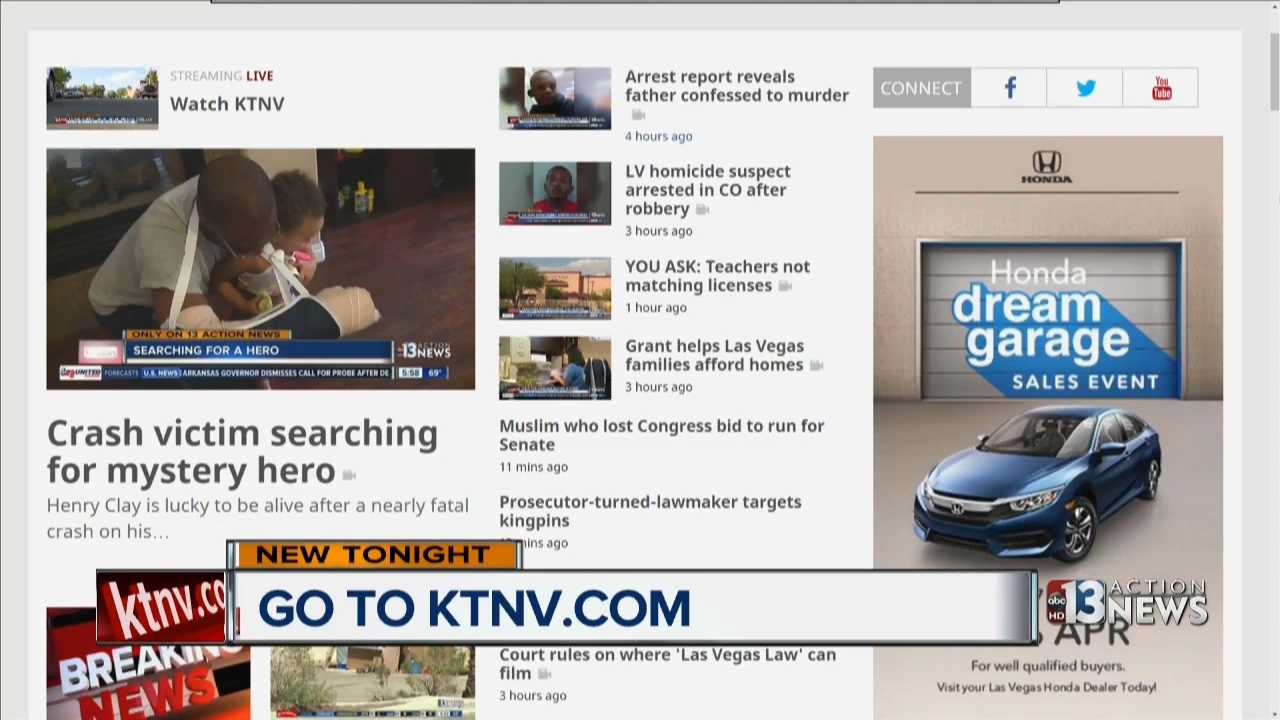 STREAMING LIVE
Watch KTNV
ONLY ON 13 ACTION NEWS
SEARCHING FOR A HERO
13 ACTION NEWS
FORECASTS U.S. NEWS ARKANSAS GOVERNOR DISMISSES CALL FOR PROBE AFTER DE 5:58 69°
Crash victim searching
for mystery hero
Henry Clay is lucky to be alive after a nearly fatal
crash on his…
Arrest report reveals
father confessed to murder
4 hours ago
LV homicide suspect
arrested in CO after
robbery
3 hours ago
YOU ASK: Teachers not
matching licenses
1 hour ago
Grant helps Las Vegas
families afford homes
3 hours ago
Muslim who lost Congress bid to run for
Senate
11 mins ago
Prosecutor-turned-lawmaker targets
kingpins
mins ago
Court rules on where 'Las Vegas Law' can
film
3 hours ago
CONNECT
You
Tube
HONDA
Honda
dream
garage
SALES EVENT
APR
For well qualified buyers.
Visit your Las Vegas Honda Dealer Today!
NEW TONIGHT
ktnv.co
GO TO KTNV.COM
abc HD 13 ACTION NEWS
BREAKING
NEWS